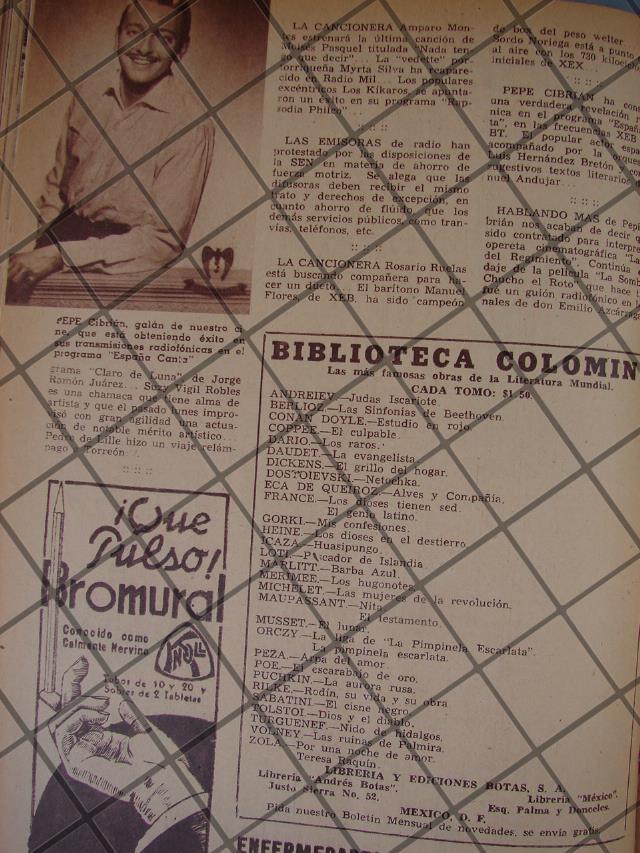 LA CANCIONERA Amparo Mon-
tes estrenará la última canción de
Moisés Pasquel titulada "Nada ten-
go que decir"... La "vedette" por-
torriqueña Myrta Silva ha reapare-
cido en Radio Mil... Los populares
excéntricos Los Kíkaros, se apunta-
ron un éxito en su programa "Rap-
sodia Philco"...
:: :: ::
LAS EMISORAS de radio han
protestado por las disposiciones de
la SEN en materia de ahorro de
fuerza motriz. Se alega que las
difusoras deben recibir el mismo
trato y derechos de excepción, en
cuanto ahorro de flúido, que los
demás servicios públicos, como tran-
vías, teléfonos, etc.
:: :: ::
LA CANCIONERA Rosario Ruelas
está buscando compañera para ha-
cer un dueto... El barítono Manuel
Flores, de XEB, ha sido campeón
de box del peso welter
Sordo Noriega está a punto
al aire con los 730 kilocic
iniciales de XEX
:: :: ::
PEPE CIBRIAN ha con
una verdadera revelación r
nica en el programa "Españ
ta", en las frecuencias XEB
BT. El popular actor espa
acompañado por la orque
Luis Hernández Bretón y co
sugestivos textos literarios
nuel Andujar...
:: :: ::
HABLANDO MAS de Pepi
brián nos acaban de decir q
sido contratado para interpre
opereta cinematográfica "La
del Regimiento". Continúa
daje de la película "La Somb
Chucho el Roto" que hace
fué un guión radiofónico en l
nales de don Emilio Azcárraga
PEPE Cibrián, galán de nuestro ci
ne, que está obteniendo éxito en
sus transmisiones radiofónicas en el
programa "España Canta"
grama "Claro de Luna", de Jorge
Ramón Juárez... Suzy Vigil Robles
es una chamaca que tiene alma de
artista y que el pasado lunes impro-
visó con gran agilidad una actua-
ción de notable mérito artístico...
Pedro de Lille hizo un viaje relám-
pago a Torreón.
:: :: ::
¡Que
Pulso!
Bromural
Conocido como
Calmante Nervino
KNOLL
Tubos de 10 y 20 y
Sobres de 2 Tabletas
BIBLIOTECA COLOMIN
Las más famosas obras de la Literatura Mundial.
CADA TOMO: $1.50.
ANDREIEV.—Judas Iscariote.
BERLIOZ.—Las Sinfonías de Beethoven.
CONAN DOYLE.—Estudio en rojo.
COPPEE.—El culpable.
DARIO.—Los raros.
DAUDET.—La evangelista.
DICKENS.—El grillo del hogar.
DOSTOIEVSKI.—Netochka.
ECA DE QUEIROZ.—Alves y Compañía.
FRANCE.—Los dioses tienen sed.
El genio latino.
GORKI.—Mis confesiones.
HEINE.—Los dioses en el destierro
ICAZA.—Huasipungo.
LOTI.—Pescador de Islandia
MARLITT.—Barba Azul.
MERIMEE.—Los hugonotes.
MICHELET.—Las mujeres de la revolución.
MAUPASSANT.—Nita
El testamento.
MUSSET.—El lunar.
ORCZY.—La liga de "La Pimpinela Escarlata".
La pimpinela escarlata.
PEZA.—Arpa del amor.
POE.—El escarabajo de oro.
PUCHKIN.—La aurora rusa.
RILKE.—Rodín, su vida y su obra
SABATINI.—El cisne negro.
TOLSTOI.—Dios y el diablo.
TURGUENEF.—Nido de hidalgos.
VOLNEY.—Las ruinas de Palmira.
ZOLA.—Por una noche de amor.
Teresa Raquín.
LIBRERIA Y EDICIONES BOTAS, S. A.
Librería "Andrés Botas". Librería "México".
Justo Sierra No. 52. Esq. Palma y Donceles.
MEXICO, D. F.
Pida nuestro Boletín Mensual de novedades, se envía gratis.